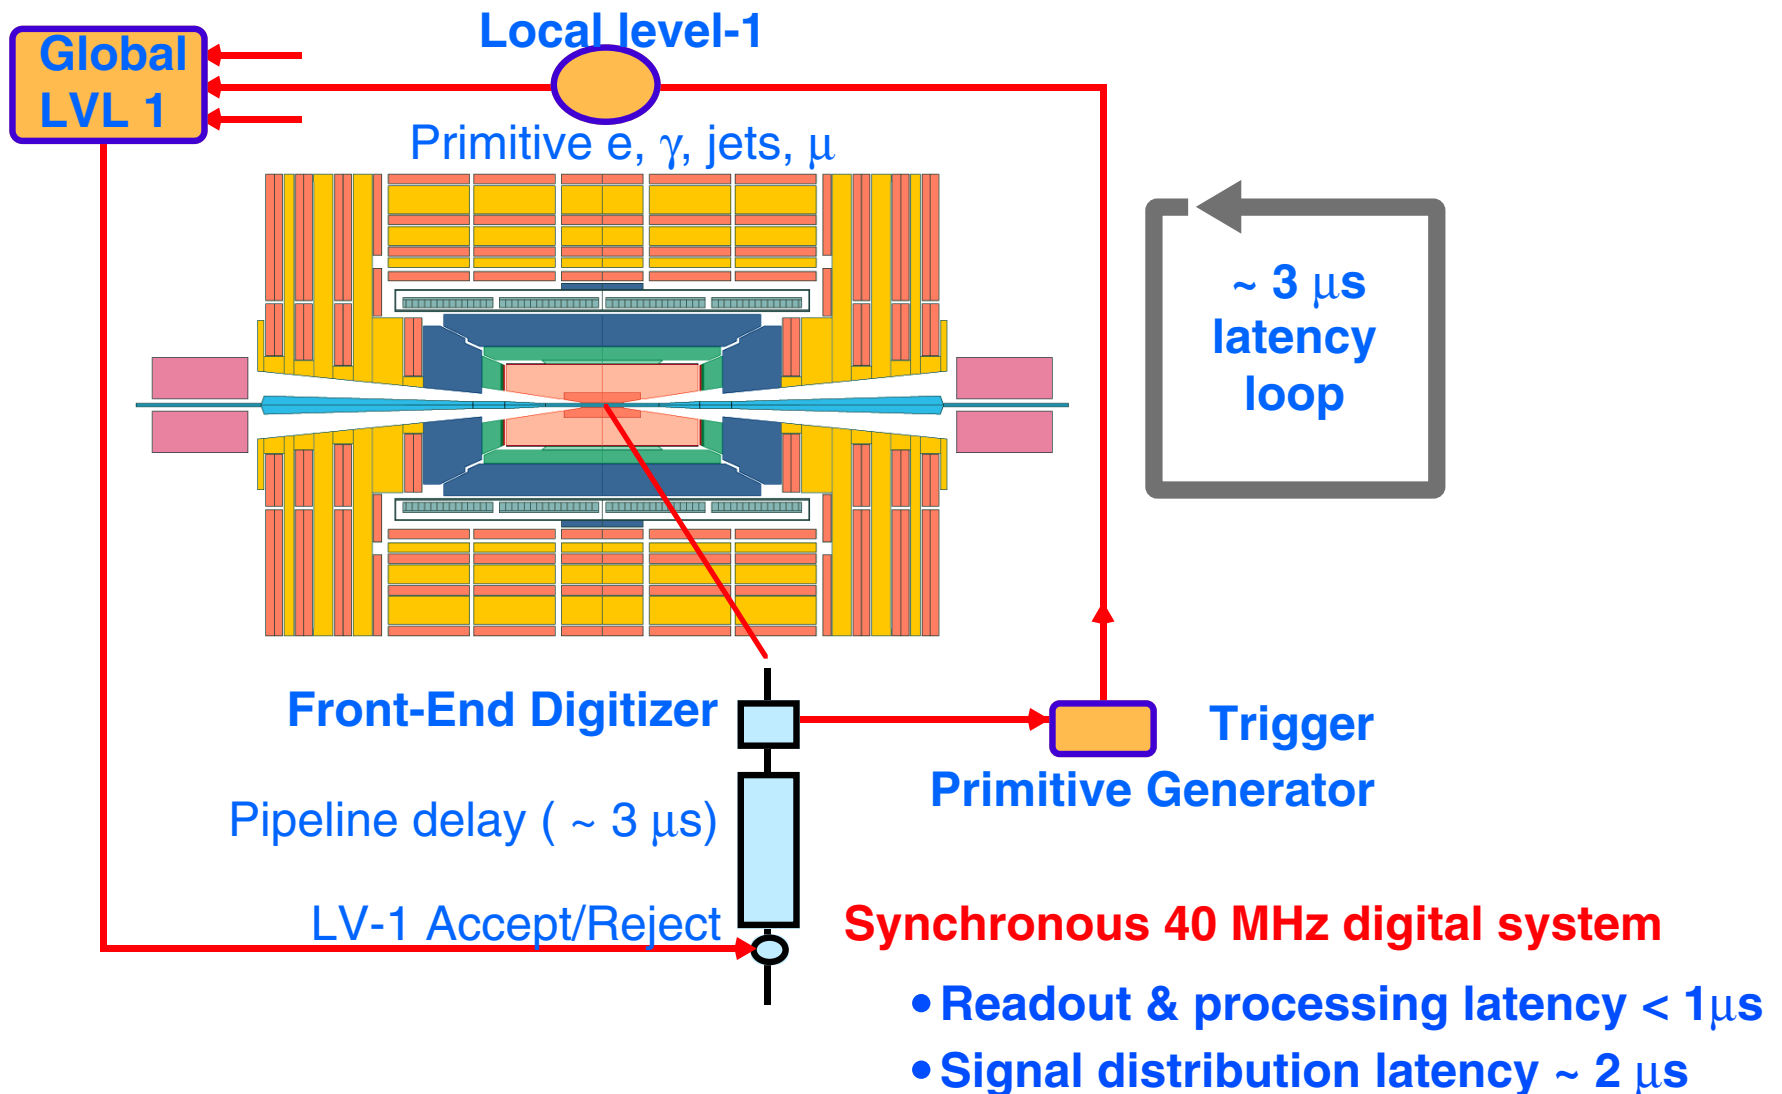 Local level-1
Global
LVL 1
Primitive e, γ, jets, μ
~ 3 μs
latency
loop
Front-End Digitizer
Trigger
Primitive Generator
Pipeline delay ( ~ 3 μs)
LV-1 Accept/Reject
Synchronous 40 MHz digital system
• Readout & processing latency < 1μs
• Signal distribution latency ~ 2 μs